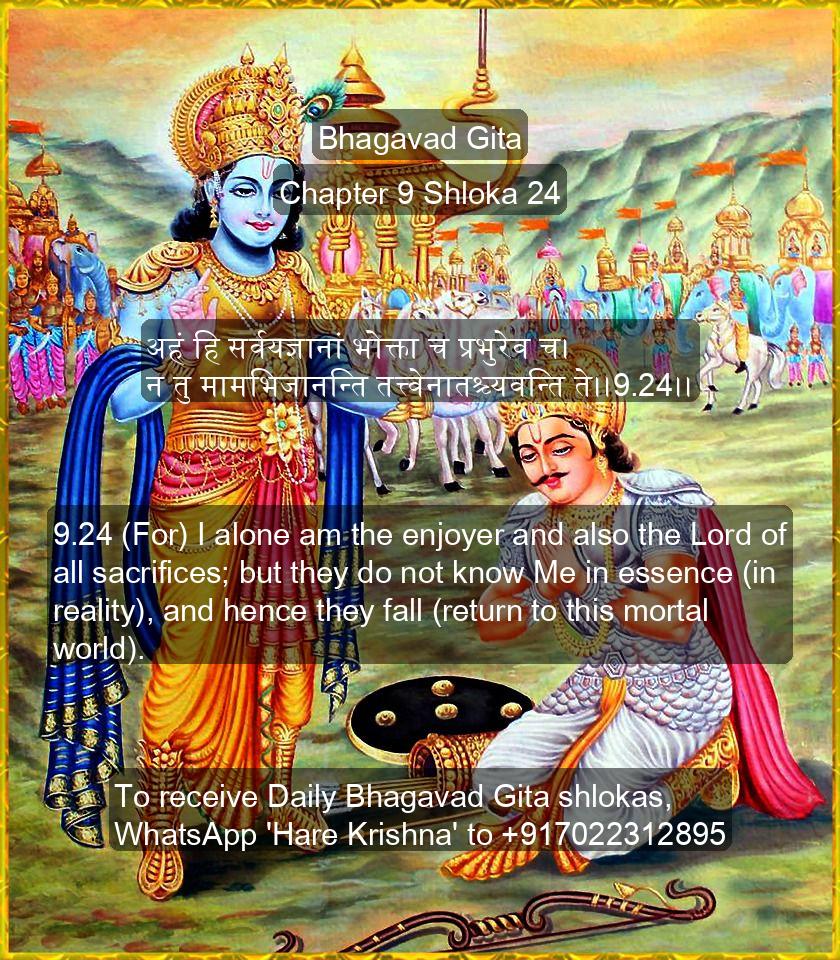 Bhagavad Gita
Chapter 9 Shloka 24
अहं हि सर्वयज्ञानां भोक्ता च प्रभुरेव च।
न तु मामभिजानन्ति तत्त्वेनातश्च्यवन्ति ते।।9.24।।
9.24 (For) I alone am the enjoyer and also the Lord of
all sacrifices; but they do not know Me in essence (in
reality), and hence they fall (return to this mortal
world).
To receive Daily Bhagavad Gita shlokas,
WhatsApp 'Hare Krishna' to +917022312895